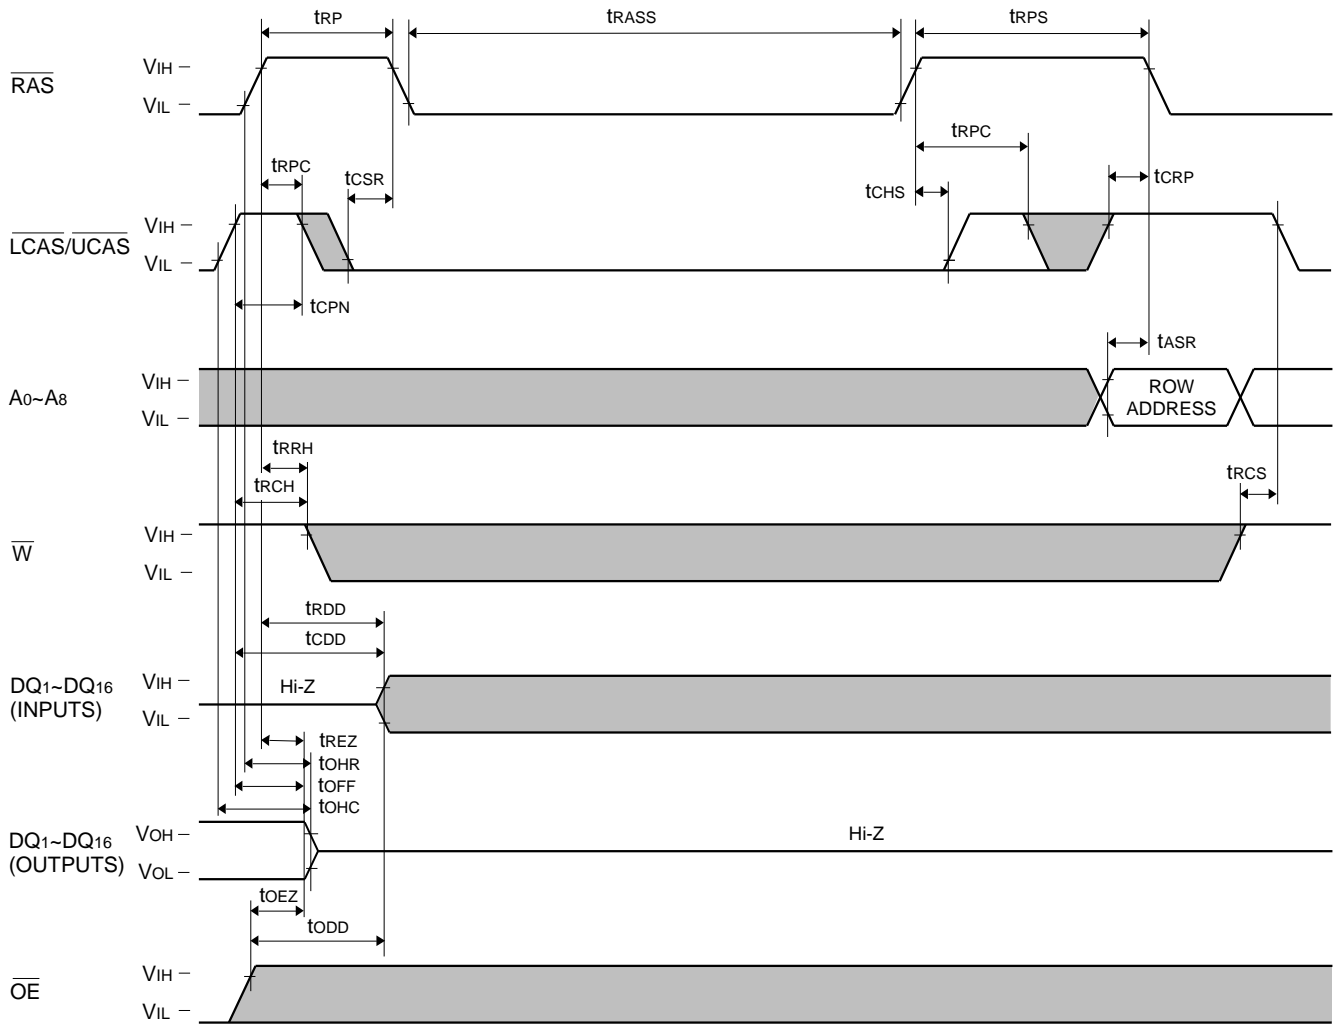 tRP tRASS tRPS
RAS
VIH
VIL
tRPC tCSR tRPC tCHS tCRP
LCAS/UCAS
VIH
VIL
tCPN
tASR
A0~A8
VIH
VIL
ROW
ADDRESS
tRRH
tRCH
tRCS
W
VIH
VIL
tRDD
tCDD
DQ1~DQ16
(INPUTS)
VIH
VIL
Hi-Z
tREZ
tOHR
tOFF
tOHC
DQ1~DQ16
(OUTPUTS)
VOH
VOL
Hi-Z
tOEZ
tODD
OE
VIH
VIL